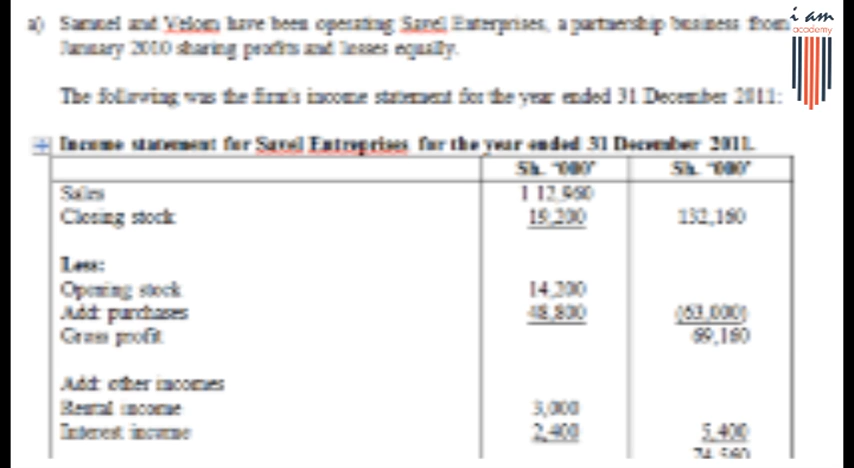 i am
academy
a) Samuel and Velom have been operating Savel Enterprises, a partnership business from
January 2010 sharing profits and losses equally.
The following was the firm's income statement for the year ended 31 December 2011:
Income statement for Savel Entreprises for the year ended 31 December 2011.
Sh. "000" Sh. "000"
Sales 1 12,960
Closing stock 19,200 132,160
Less:
Opening stock 14,200
Add: purchases 48,800 (63,000)
Gross profit 69,160
Add: other incomes
Rental income 3,000
Interest income 2,400 5,400
74,560